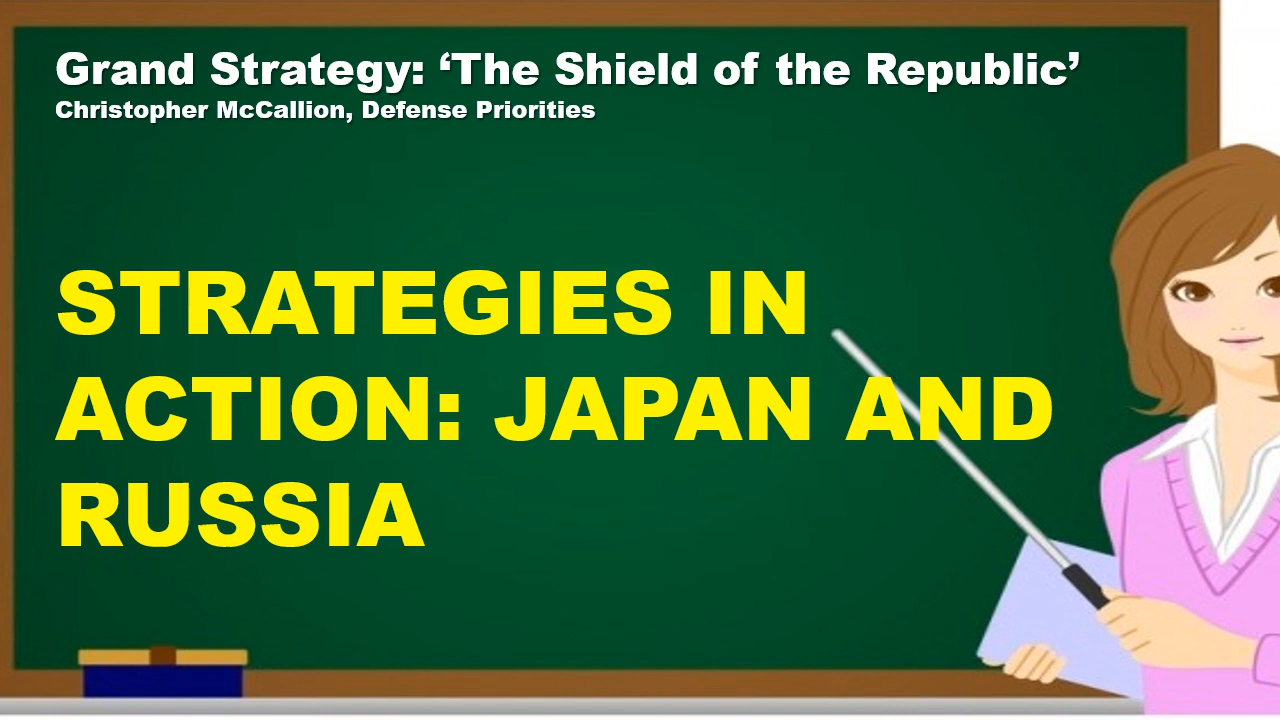 Grand Strategy: ‘The Shield of the Republic’
Christopher McCallion, Defense Priorities
STRATEGIES IN
ACTION: JAPAN AND
RUSSIA